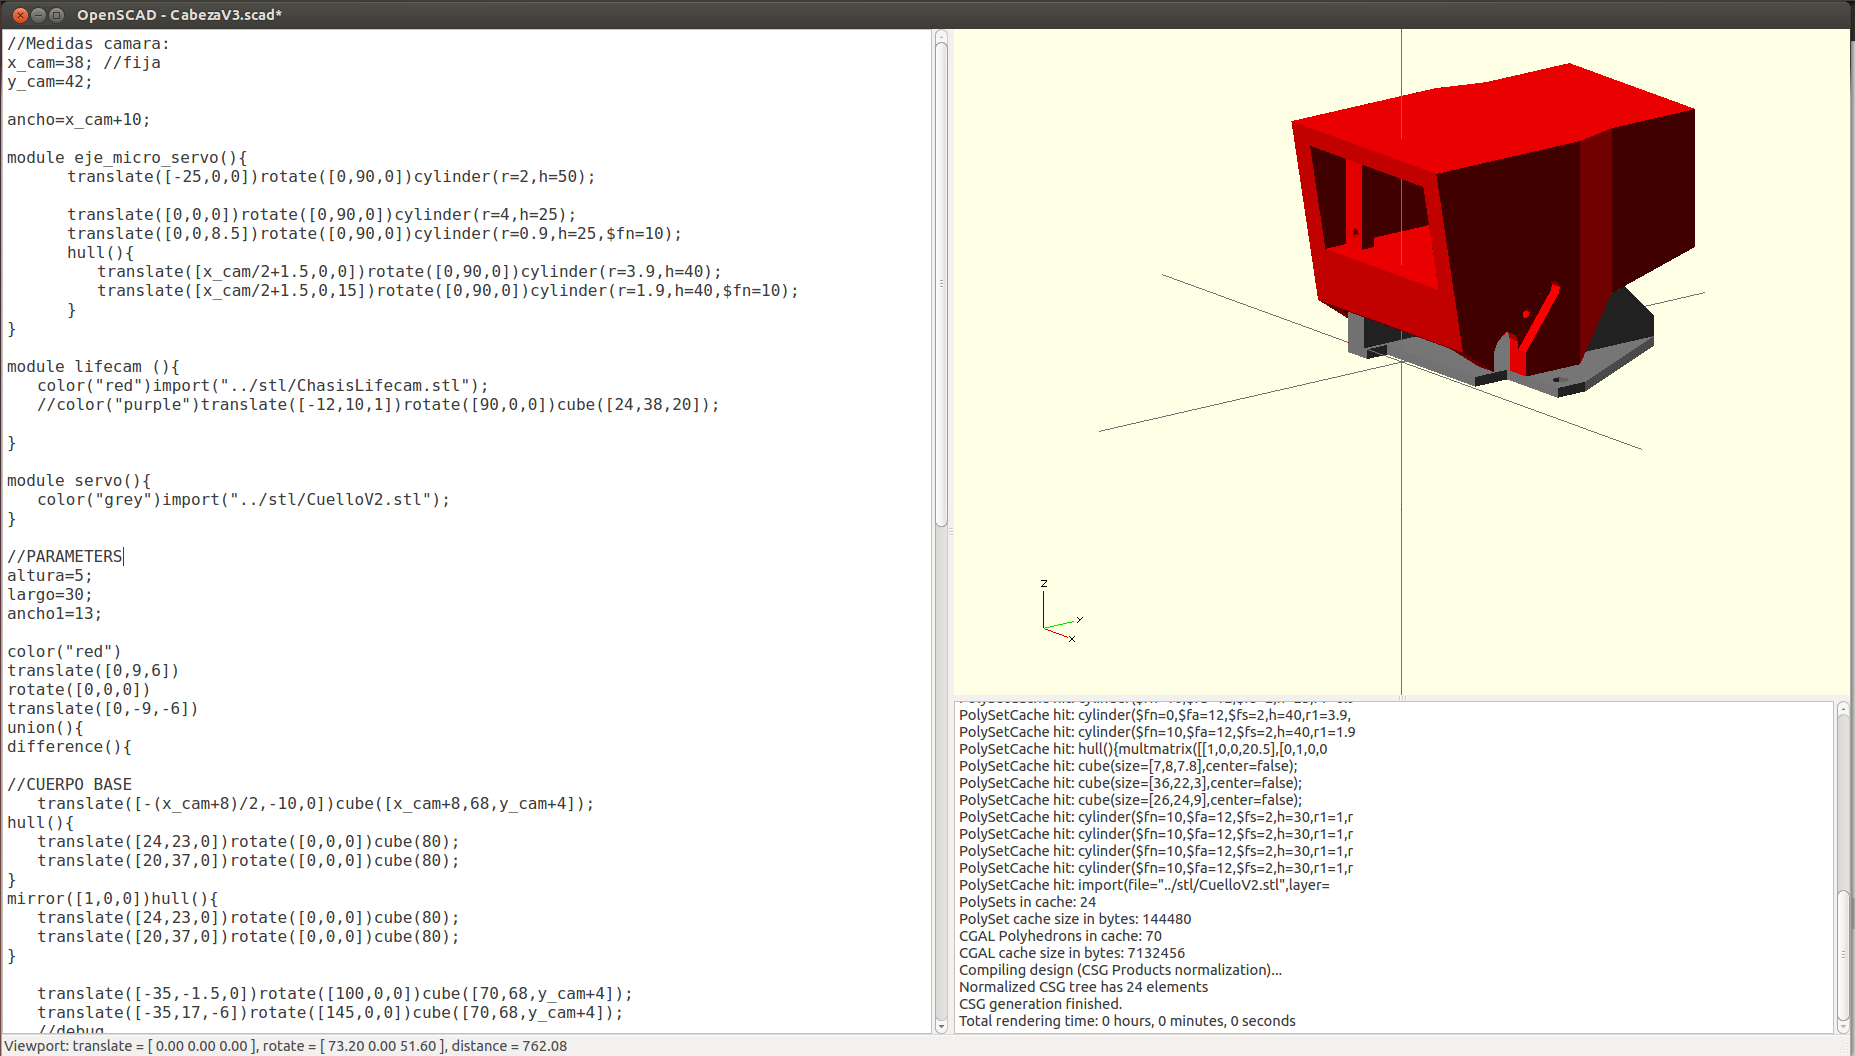 OpenSCAD - CabezaV3.scad*
//Medidas camara:
x_cam=38; //fija
y_cam=42;
ancho=x_cam+10;
module eje_micro_servo(){
translate([-25,0,0])rotate([0,90,0])cylinder(r=2,h=50);
translate([0,0,0])rotate([0,90,0])cylinder(r=4,h=25);
translate([0,0,8.5])rotate([0,90,0])cylinder(r=0.9,h=25,$fn=10);
hull(){
translate([x_cam/2+1.5,0,0])rotate([0,90,0])cylinder(r=3.9,h=40);
translate([x_cam/2+1.5,0,15])rotate([0,90,0])cylinder(r=1.9,h=40,$fn=10);
}
}
module lifecam (){
color("red")import("../stl/ChasisLifecam.stl");
//color("purple")translate([-12,10,1])rotate([90,0,0])cube([24,38,20]);
}
module servo(){
color("grey")import("../stl/CuelloV2.stl");
}
//PARAMETERS
altura=5;
largo=30;
ancho1=13;
color("red")
translate([0,9,6])
rotate([0,0,0])
translate([0,-9,-6])
union(){
difference(){
//CUERPO BASE
translate([-(x_cam+8)/2,-10,0])cube([x_cam+8,68,y_cam+4]);
hull(){
translate([24,23,0])rotate([0,0,0])cube(80);
translate([20,37,0])rotate([0,0,0])cube(80);
}
mirror([1,0,0])hull(){
translate([24,23,0])rotate([0,0,0])cube(80);
translate([20,37,0])rotate([0,0,0])cube(80);
}
translate([-35,-1.5,0])rotate([100,0,0])cube([70,68,y_cam+4]);
translate([-35,17,-6])rotate([145,0,0])cube([70,68,y_cam+4]);
//debug
Z
Y
X
PolySetCache hit: cylinder($fn=0,$fa=12,$fs=2,h=40,r1=3.9,
PolySetCache hit: cylinder($fn=10,$fa=12,$fs=2,h=40,r1=1.9
PolySetCache hit: hull(){multmatrix([[1,0,0,20.5],[0,1,0,0
PolySetCache hit: cube(size=[7,8,7.8],center=false);
PolySetCache hit: cube(size=[36,22,3],center=false);
PolySetCache hit: cube(size=[26,24,9],center=false);
PolySetCache hit: cylinder($fn=10,$fa=12,$fs=2,h=30,r1=1,r
PolySetCache hit: cylinder($fn=10,$fa=12,$fs=2,h=30,r1=1,r
PolySetCache hit: cylinder($fn=10,$fa=12,$fs=2,h=30,r1=1,r
PolySetCache hit: cylinder($fn=10,$fa=12,$fs=2,h=30,r1=1,r
PolySetCache hit: import(file="../stl/CuelloV2.stl",layer=
PolySets in cache: 24
PolySet cache size in bytes: 144480
CGAL Polyhedrons in cache: 70
CGAL cache size in bytes: 7132456
Compiling design (CSG Products normalization)...
Normalized CSG tree has 24 elements
CSG generation finished.
Total rendering time: 0 hours, 0 minutes, 0 seconds
Viewport: translate = [ 0.00 0.00 0.00 ], rotate = [ 73.20 0.00 51.60 ], distance = 762.08